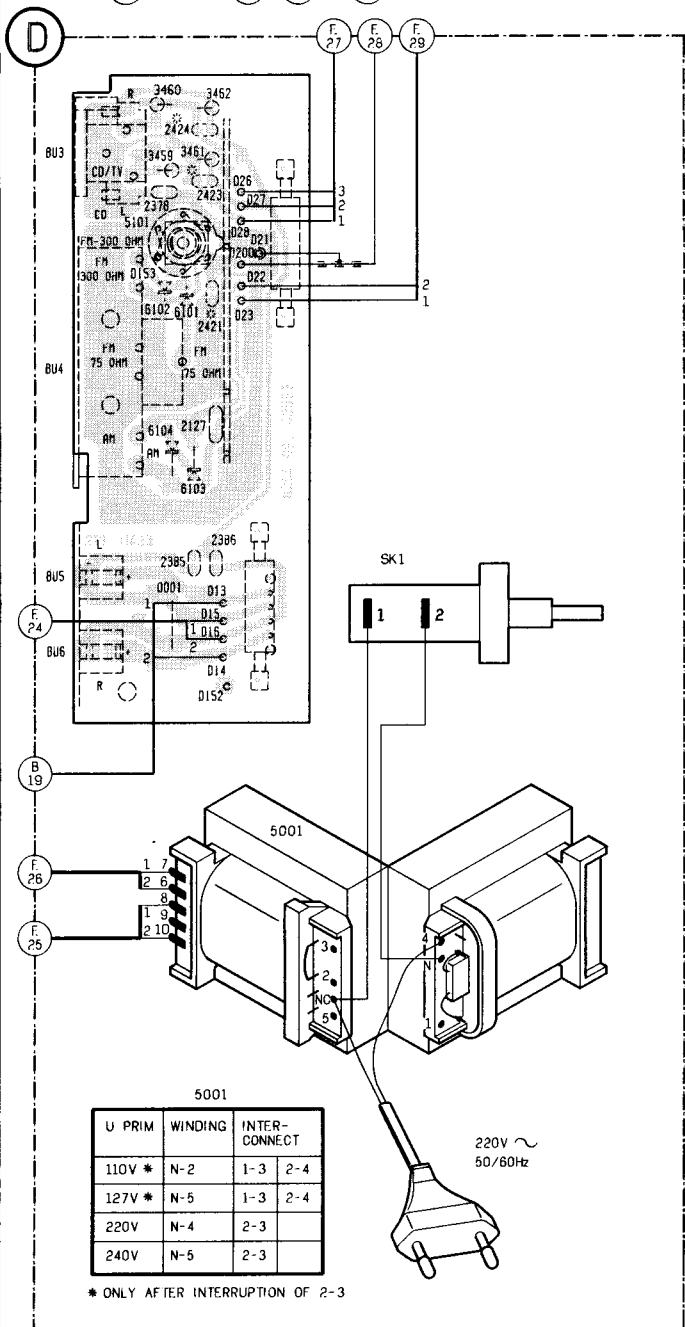 D
F 27
F 28
F 29
R
3460
3462
2424
BU3
CD/TV
3459
3461
D26
3
D27
2
2423
CD
L
2378
1
5101
D28
D21
FM-300 OHM
D200
FM
300 OHM
D153
D22
2
6102
6101
D23
1
2421
BU4
FM
75 OHM
FM
75 OHM
6104
2127
AM
AM
6103
L
2385
2386
SK1
BU5
1
D13
F 24
D15
1
D16
2
1
2
BU6
2
D14
R
D152
B 19
5001
F 26
1 7
2 6
8
1 9
F 25
2 10
3
2
NC
5
4
N
1
5001
U PRIM WINDING INTER-
CONNECT
110V * N-2 1-3 2-4
127V * N-5 1-3 2-4
220V N-4 2-3
240V N-5 2-3
* ONLY AFTER INTERRUPTION OF 2-3
220V ~
50/60Hz